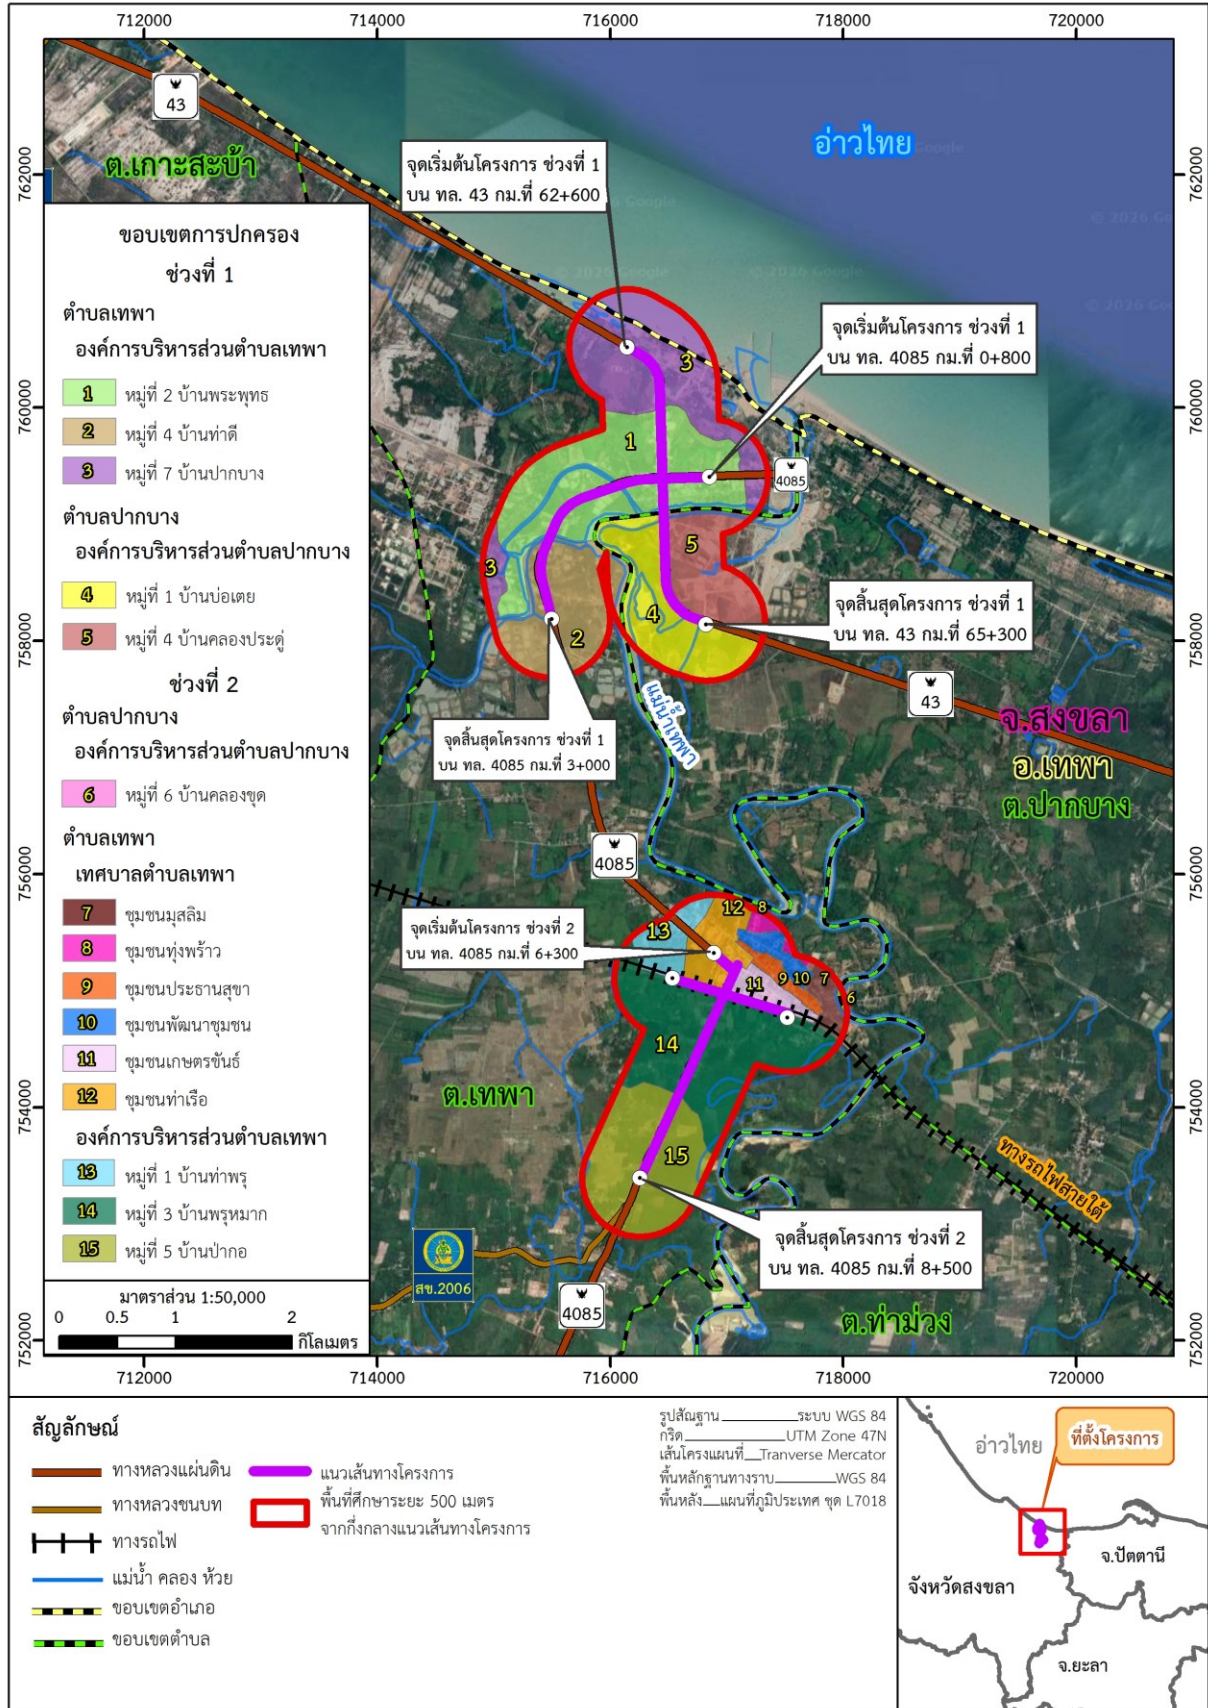 712000
714000
716000
718000
720000
762000
760000
758000
756000
754000
752000
762000
760000
758000
756000
754000
752000
43
ต.เกาะสะบ้า
อ่าวไทย
จุดเริ่มต้นโครงการ ช่วงที่ 1
บน ทล. 43 กม.ที่ 62+600
© 2026 Google
© 2026 Google
จุดเริ่มต้นโครงการ ช่วงที่ 1
บน ทล. 4085 กม.ที่ 0+800
3
1
4085
5
3
4
2
จุดสิ้นสุดโครงการ ช่วงที่ 1
บน ทล. 43 กม.ที่ 65+300
43
แม่น้ำเทพา
จ.สงขลา
อ.เทพา
ต.ปากบาง
จุดสิ้นสุดโครงการ ช่วงที่ 1
บน ทล. 4085 กม.ที่ 3+000
4085
จุดเริ่มต้นโครงการ ช่วงที่ 2
บน ทล. 4085 กม.ที่ 6+300
12
8
13
11
9
10
7
6
14
ต.เทพา
15
ทางรถไฟสายใต้
จุดสิ้นสุดโครงการ ช่วงที่ 2
บน ทล. 4085 กม.ที่ 8+500
สข.2006
4085
ต.ท่าม่วง
ขอบเขตการปกครอง
ช่วงที่ 1
ตำบลเทพา
องค์การบริหารส่วนตำบลเทพา
1 หมู่ที่ 2 บ้านพระพุทธ
2 หมู่ที่ 4 บ้านท่าดี
3 หมู่ที่ 7 บ้านปากบาง
ตำบลปากบาง
องค์การบริหารส่วนตำบลปากบาง
4 หมู่ที่ 1 บ้านบ่อเตย
5 หมู่ที่ 4 บ้านคลองประดู่
ช่วงที่ 2
ตำบลปากบาง
องค์การบริหารส่วนตำบลปากบาง
6 หมู่ที่ 6 บ้านคลองขุด
ตำบลเทพา
เทศบาลตำบลเทพา
7 ชุมชนมุสลิม
8 ชุมชนทุ่งพร้าว
9 ชุมชนประธานสุขา
10 ชุมชนพัฒนาชุมชน
11 ชุมชนเกษตรขันธ์
12 ชุมชนท่าเรือ
องค์การบริหารส่วนตำบลเทพา
13 หมู่ที่ 1 บ้านท่าพรุ
14 หมู่ที่ 3 บ้านพรุหมาก
15 หมู่ที่ 5 บ้านป่ากอ
มาตราส่วน 1:50,000
0 0.5 1 2
กิโลเมตร
712000
714000
716000
718000
720000
สัญลักษณ์
ทางหลวงแผ่นดิน
ทางหลวงชนบท
ทางรถไฟ
แม่น้ำ คลอง ห้วย
ขอบเขตอำเภอ
ขอบเขตตำบล
แนวเส้นทางโครงการ
พื้นที่ศึกษาระยะ 500 เมตร
จากกึ่งกลางแนวเส้นทางโครงการ
รูปสัณฐาน ระบบ WGS 84
กริด UTM Zone 47N
เส้นโครงแผนที่ Tranverse Mercator
พื้นหลักฐานทางราบ WGS 84
พื้นหลัง แผนที่ภูมิประเทศ ชุด L7018
อ่าวไทย
ที่ตั้งโครงการ
จ.ปัตตานี
จังหวัดสงขลา
จ.ยะลา